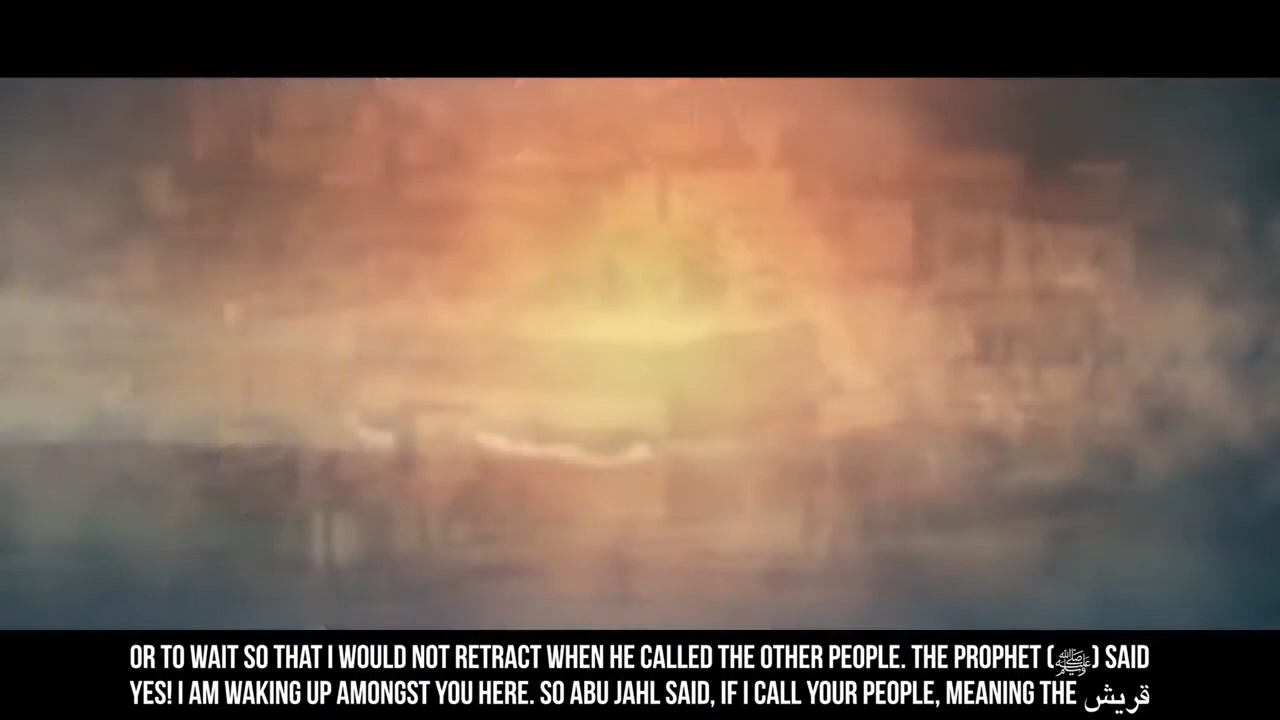 OR TO WAIT SO THAT I WOULD NOT RETRACT WHEN HE CALLED THE OTHER PEOPLE. THE PROPHET (ﷺ) SAID
YES! I AM WAKING UP AMONGST YOU HERE. SO ABU JAHL SAID, IF I CALL YOUR PEOPLE, MEANING THE قريش